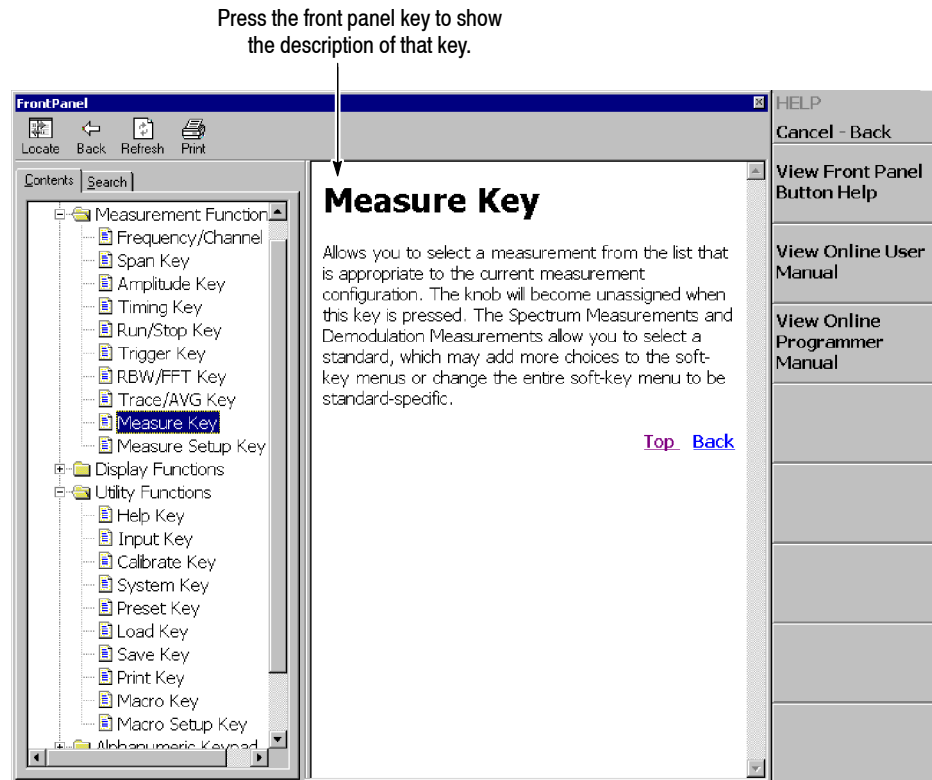 Press the front panel key to show
the description of that key.
FrontPanel
Locate Back Refresh Print
Contents Search
Measurement Function
Frequency/Channel
Span Key
Amplitude Key
Timing Key
Run/Stop Key
Trigger Key
RBW/FFT Key
Trace/AVG Key
Measure Key
Measure Setup Key
Display Functions
Utility Functions
Help Key
Input Key
Calibrate Key
System Key
Preset Key
Load Key
Save Key
Print Key
Macro Key
Macro Setup Key
Alphanumeric Keypad
Measure Key
Allows you to select a measurement from the list that
is appropriate to the current measurement
configuration. The knob will become unassigned when
this key is pressed. The Spectrum Measurements and
Demodulation Measurements allow you to select a
standard, which may add more choices to the soft-
key menus or change the entire soft-key menu to be
standard-specific.
Top Back
HELP
Cancel - Back
View Front Panel
Button Help
View Online User
Manual
View Online
Programmer
Manual